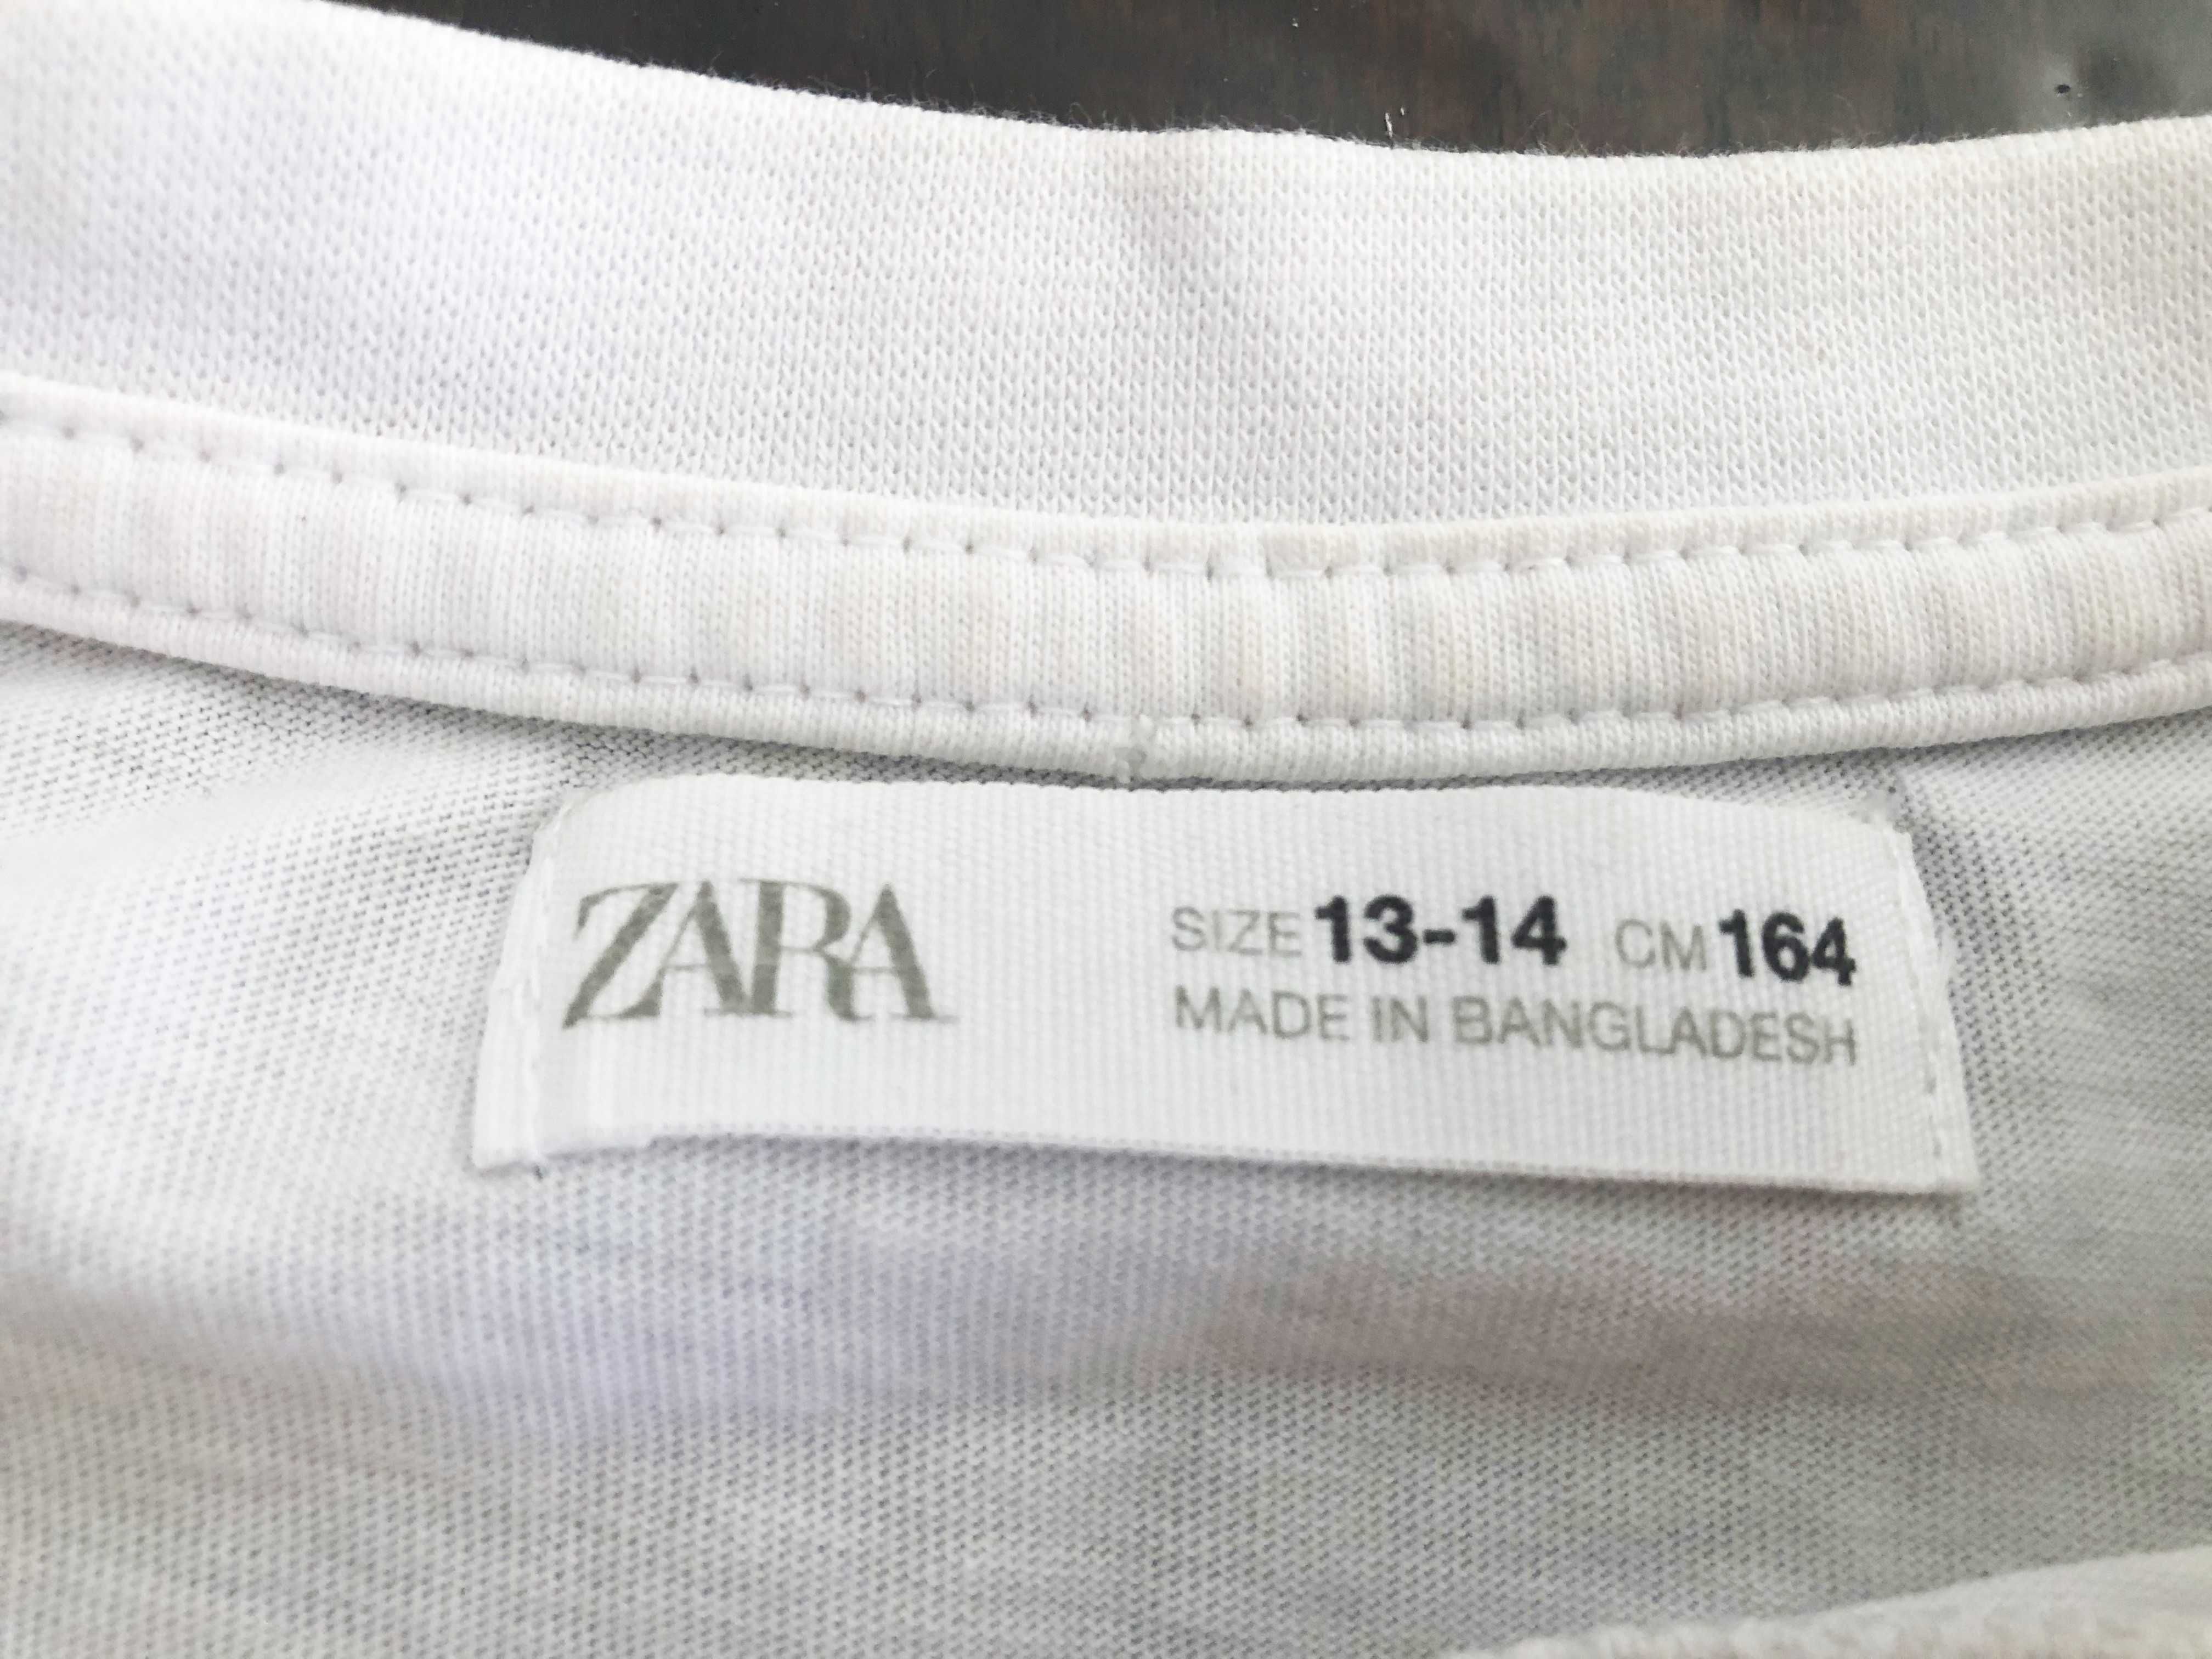 ZARA
SIZE 13-14 CM 164
MADE IN BANGLADESH